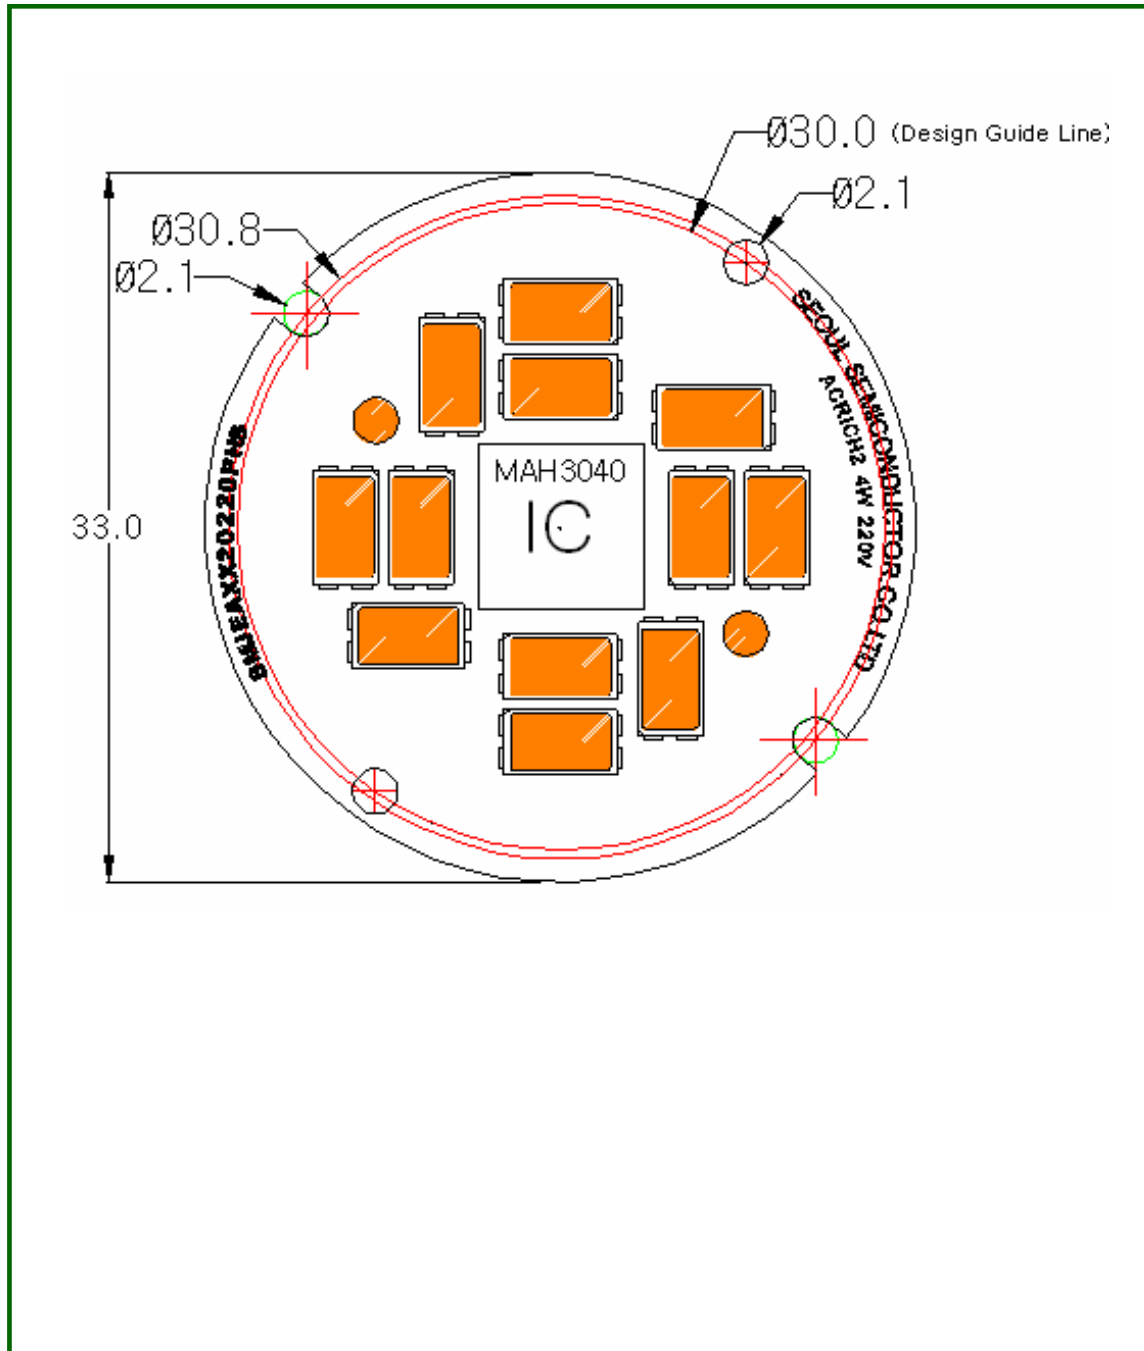 Ø30.0 (Design Guide Line)
Ø2.1
Ø30.8
Ø2.1
SEOUL SEMICONDUCTOR CO.LTD
ACRICH2 4W 220V
MAH3040
IC
33.0